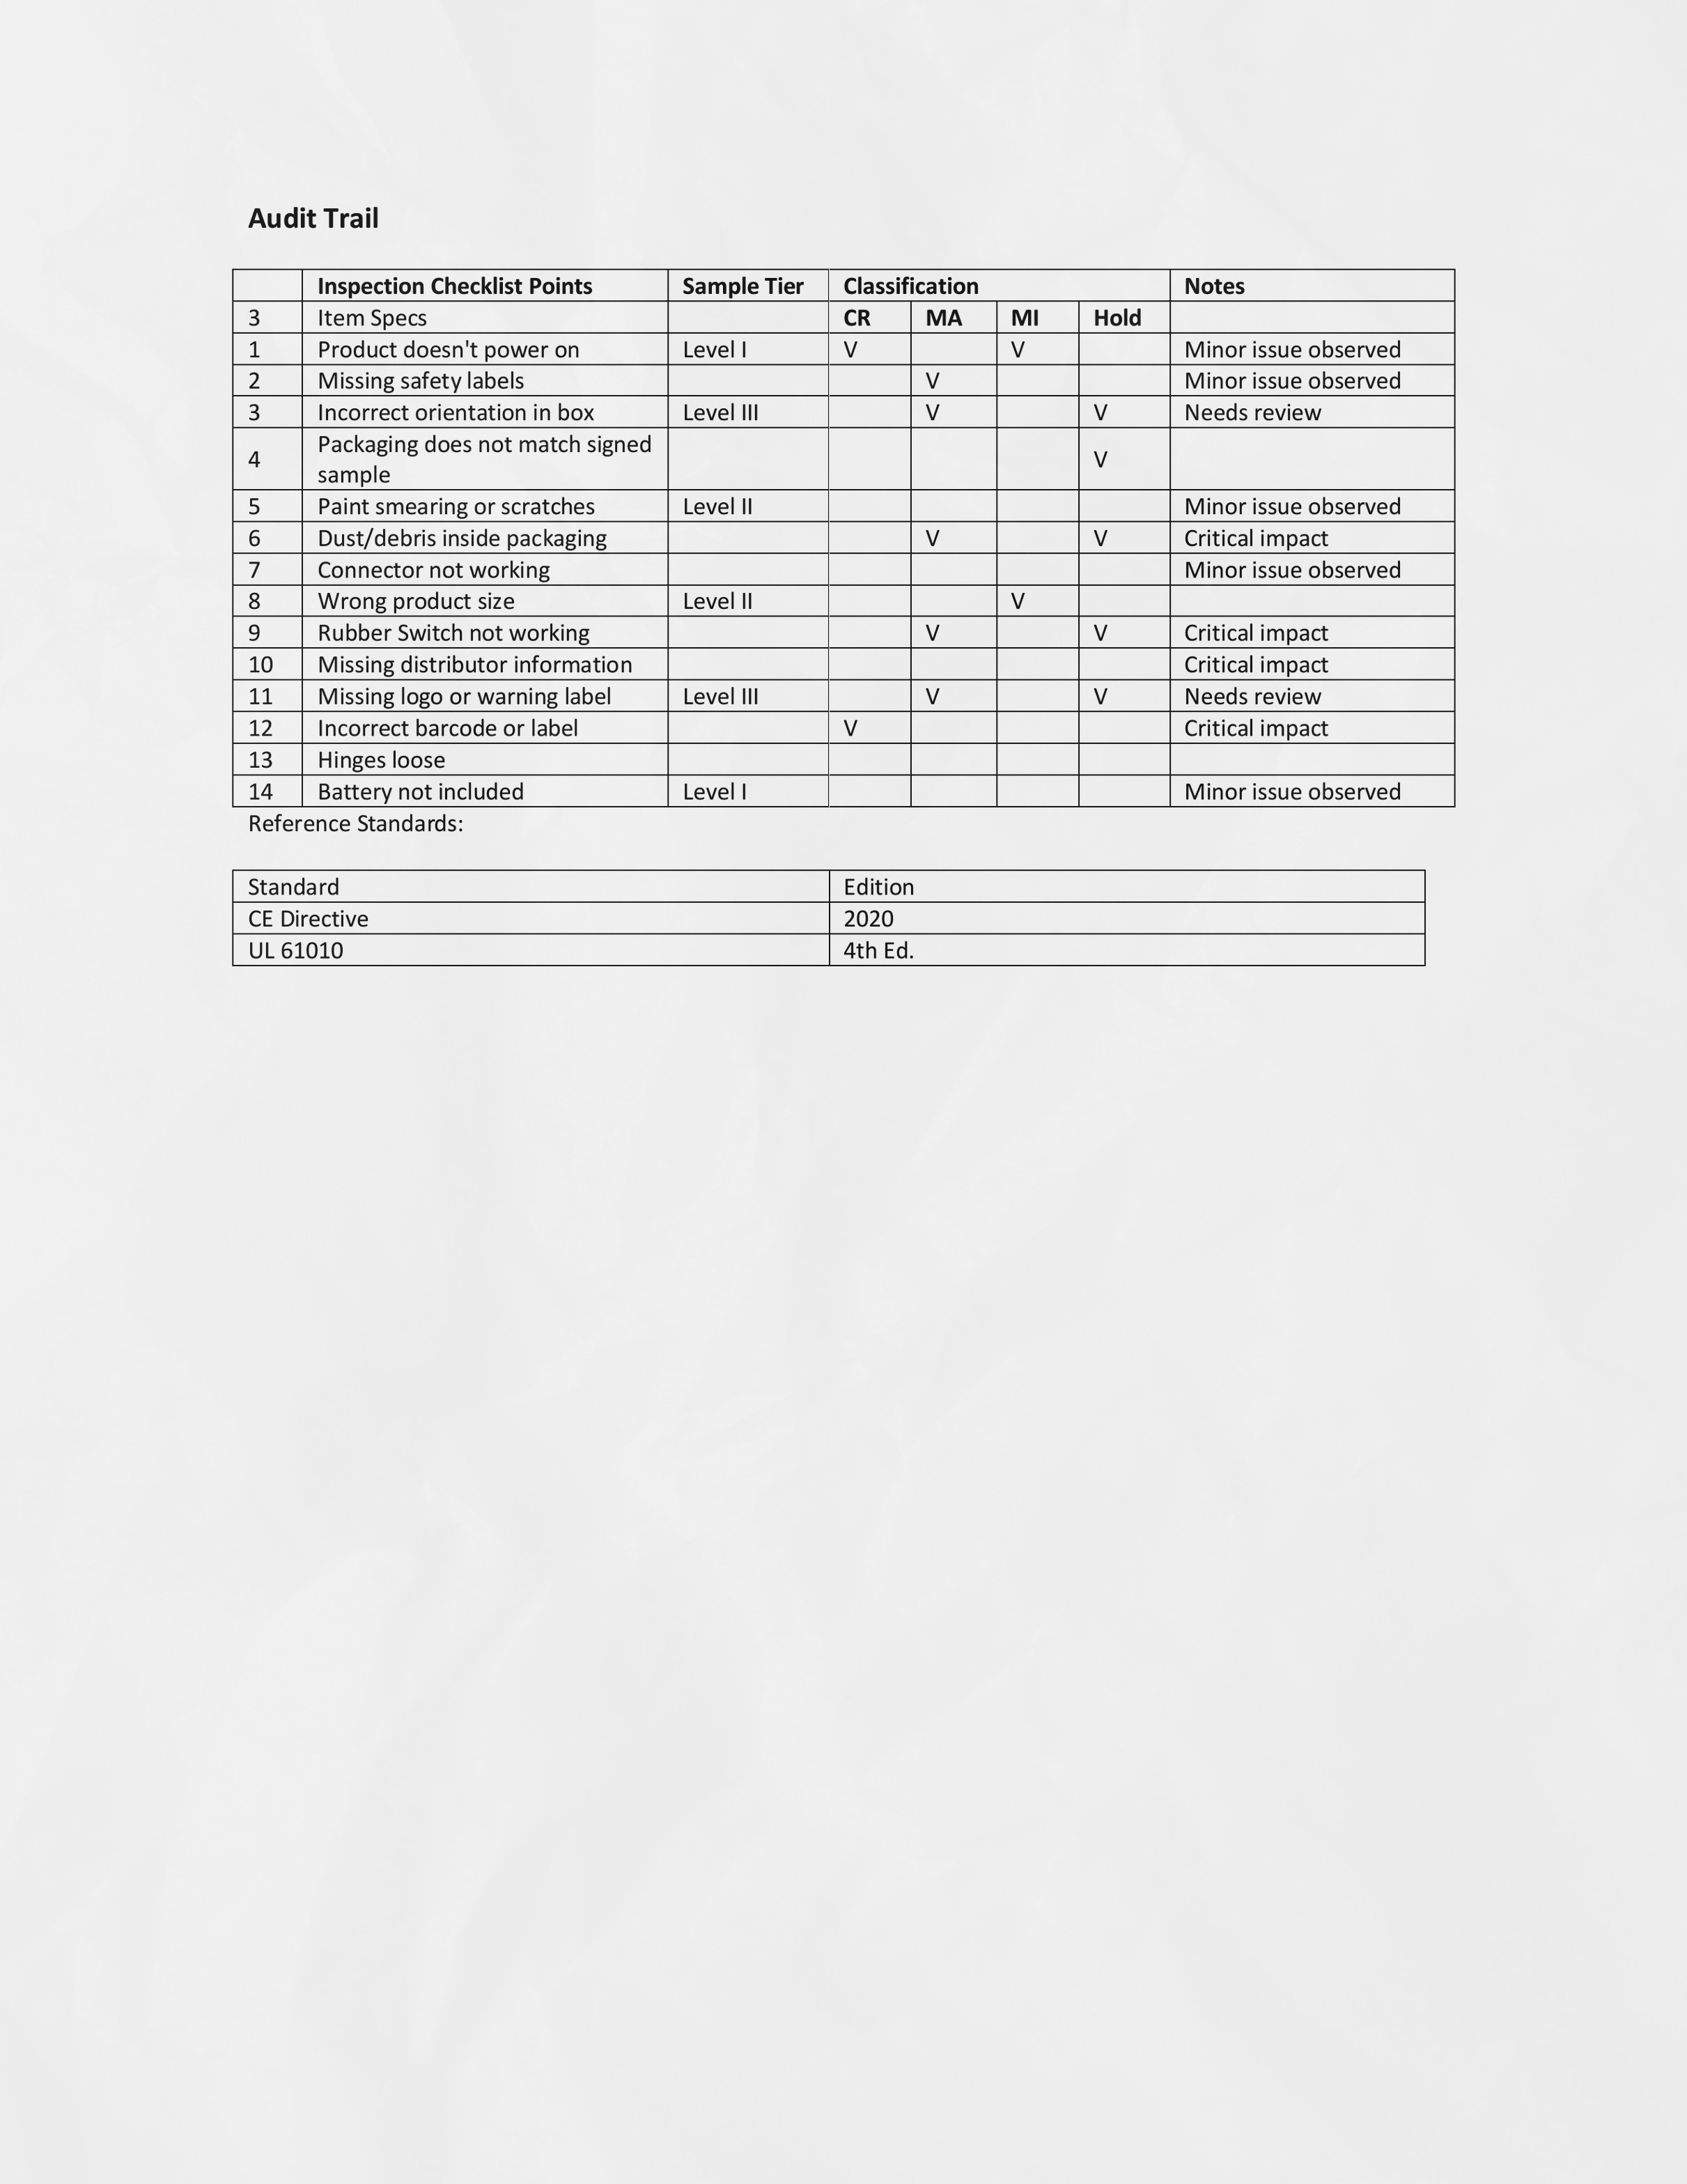 Audit Trail
Inspection Checklist Points Sample Tier Classification Notes
3 Item Specs CR MA MI Hold
1 Product doesn't power on Level I V V Minor issue observed
2 Missing safety labels V Minor issue observed
3 Incorrect orientation in box Level III V V Needs review
4 Packaging does not match signed
sample V
5 Paint smearing or scratches Level II Minor issue observed
6 Dust/debris inside packaging V V Critical impact
7 Connector not working Minor issue observed
8 Wrong product size Level II V
9 Rubber Switch not working V V Critical impact
10 Missing distributor information Critical impact
11 Missing logo or warning label Level III V V Needs review
12 Incorrect barcode or label V Critical impact
13 Hinges loose
14 Battery not included Level I Minor issue observed
Reference Standards:
Standard Edition
CE Directive 2020
UL 61010 4th Ed.